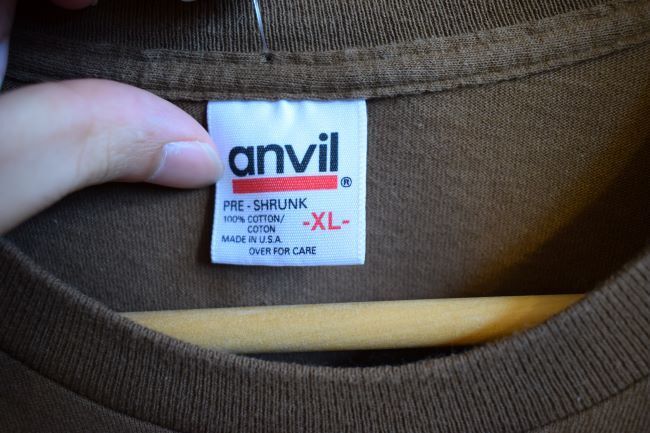 anvil®
PRE - SHRUNK
100% COTTON/
COTON
-XL-
MADE IN U.S.A.
OVER FOR CARE